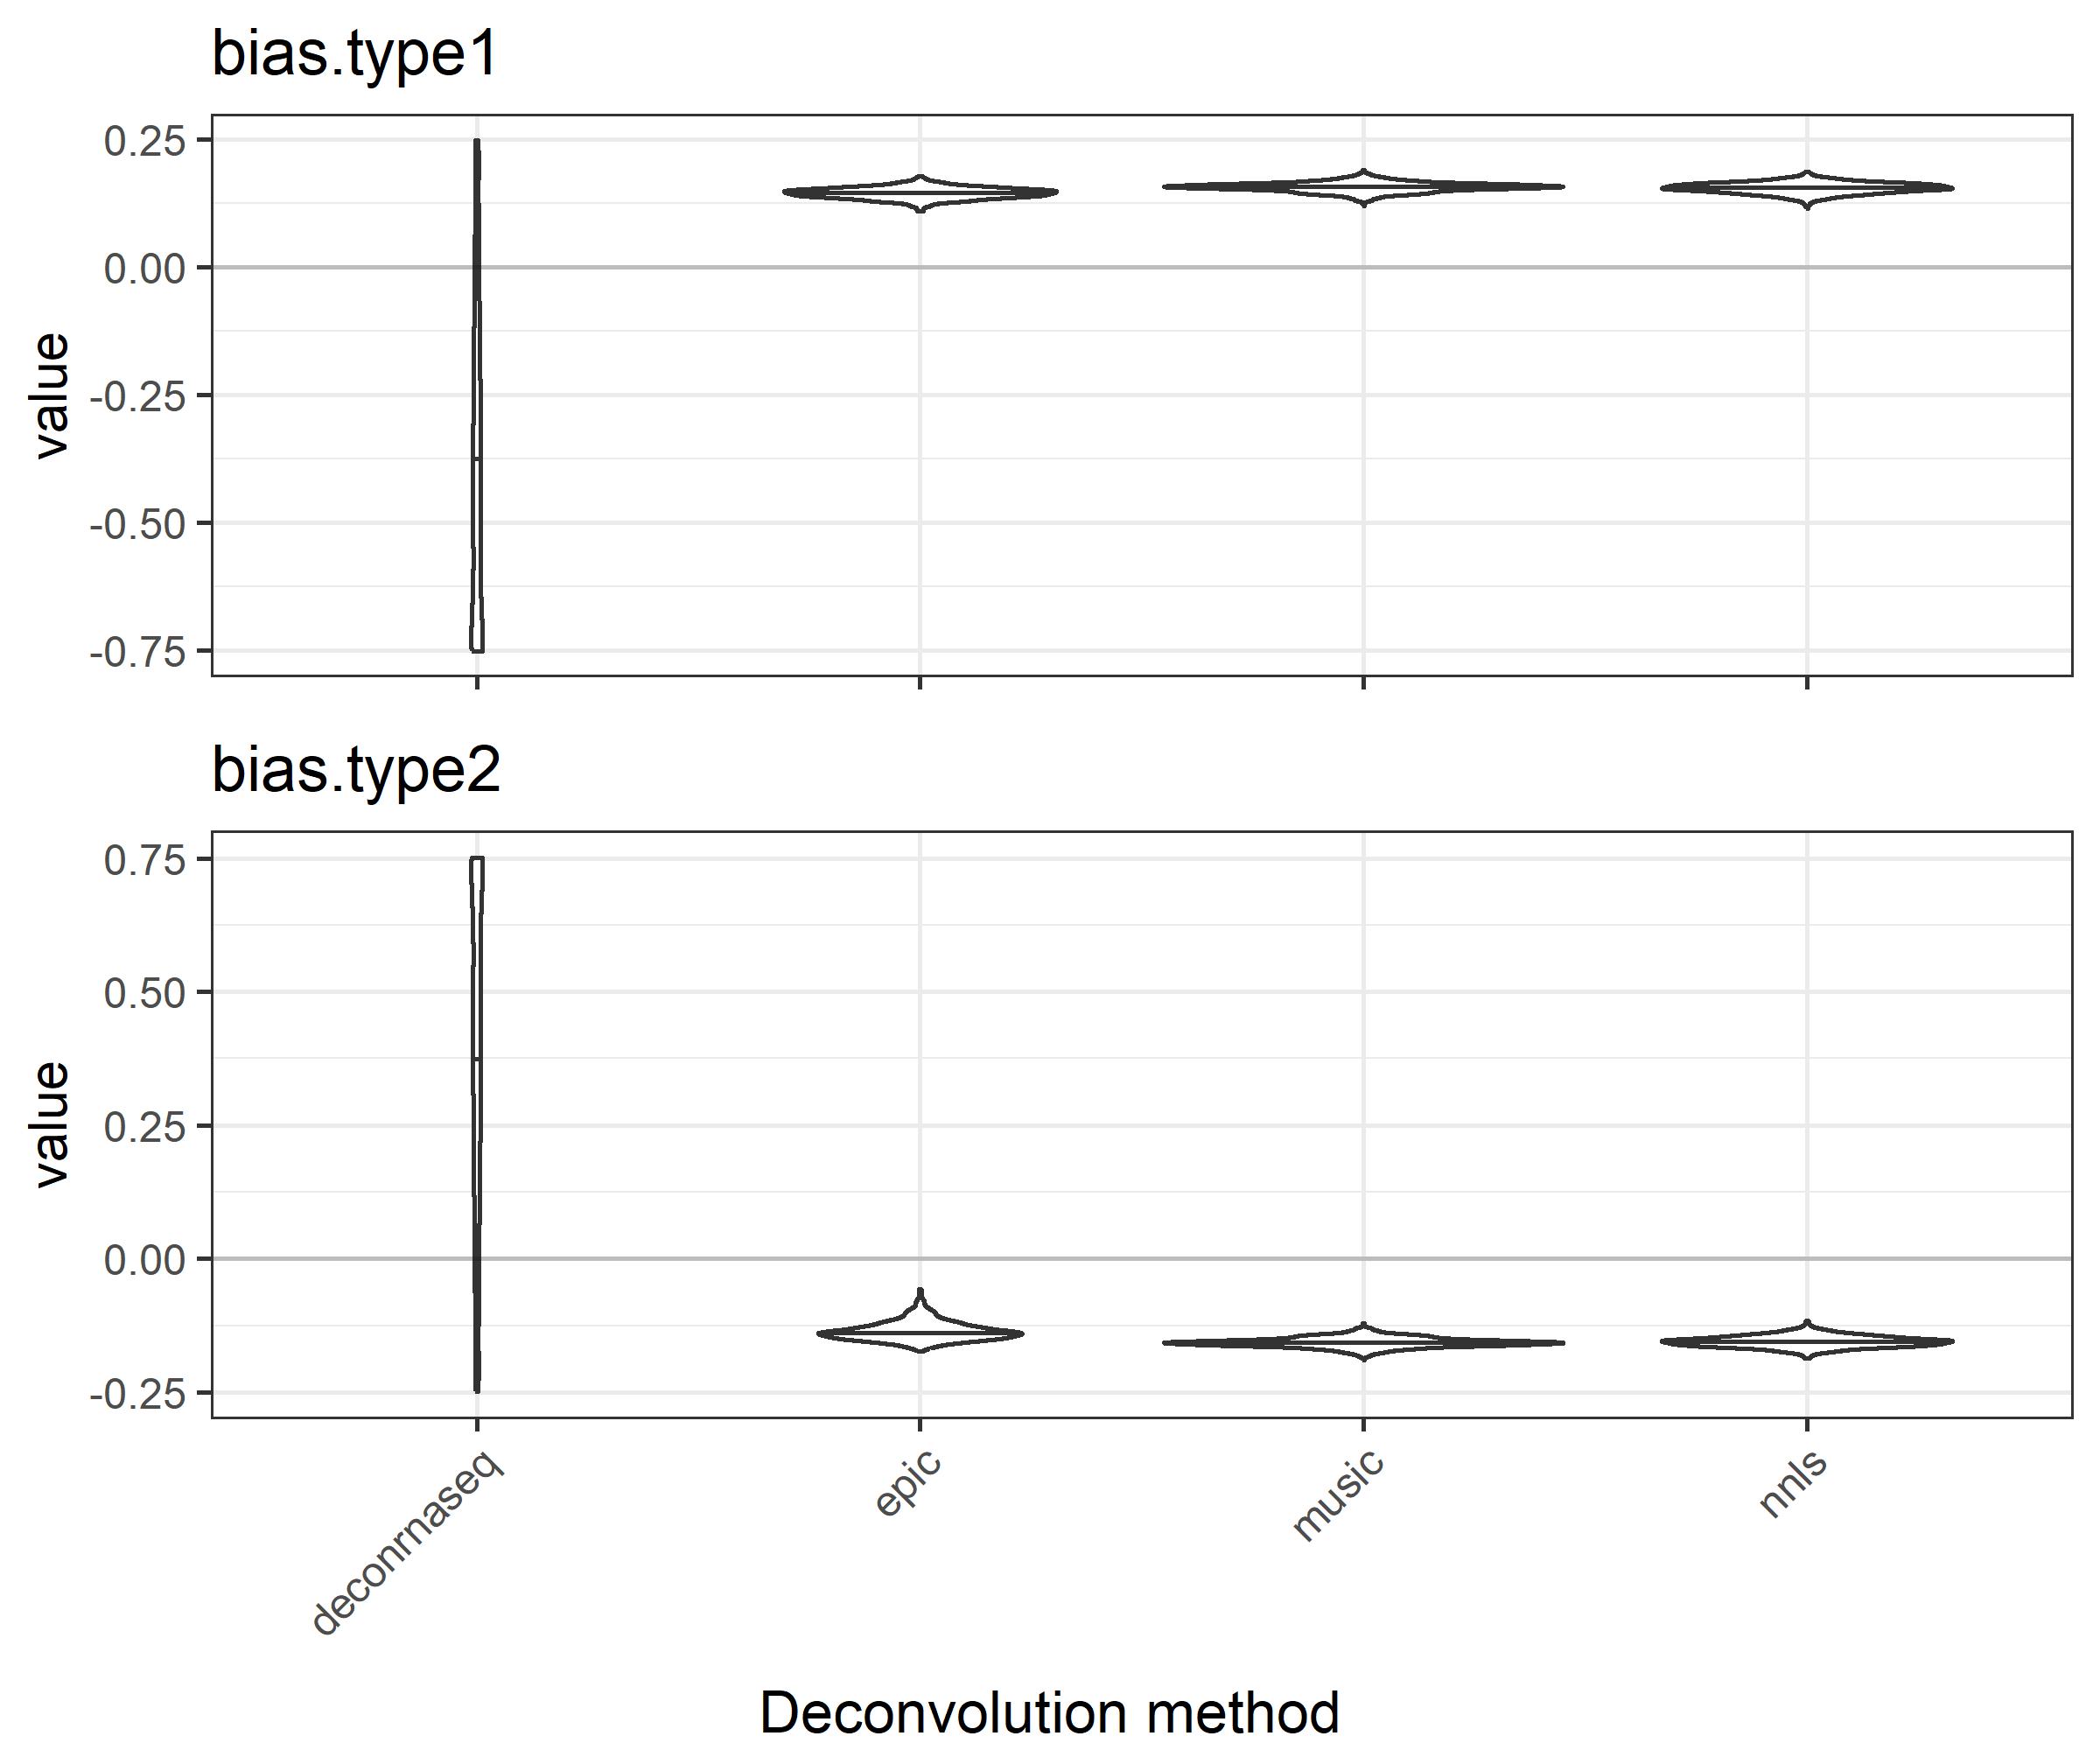 bias.type1
value
0.25
0.00
-0.25
-0.50
-0.75
bias.type2
value
0.75
0.50
0.25
0.00
-0.25
deconrnaseq
epic
music
nnls
Deconvolution method